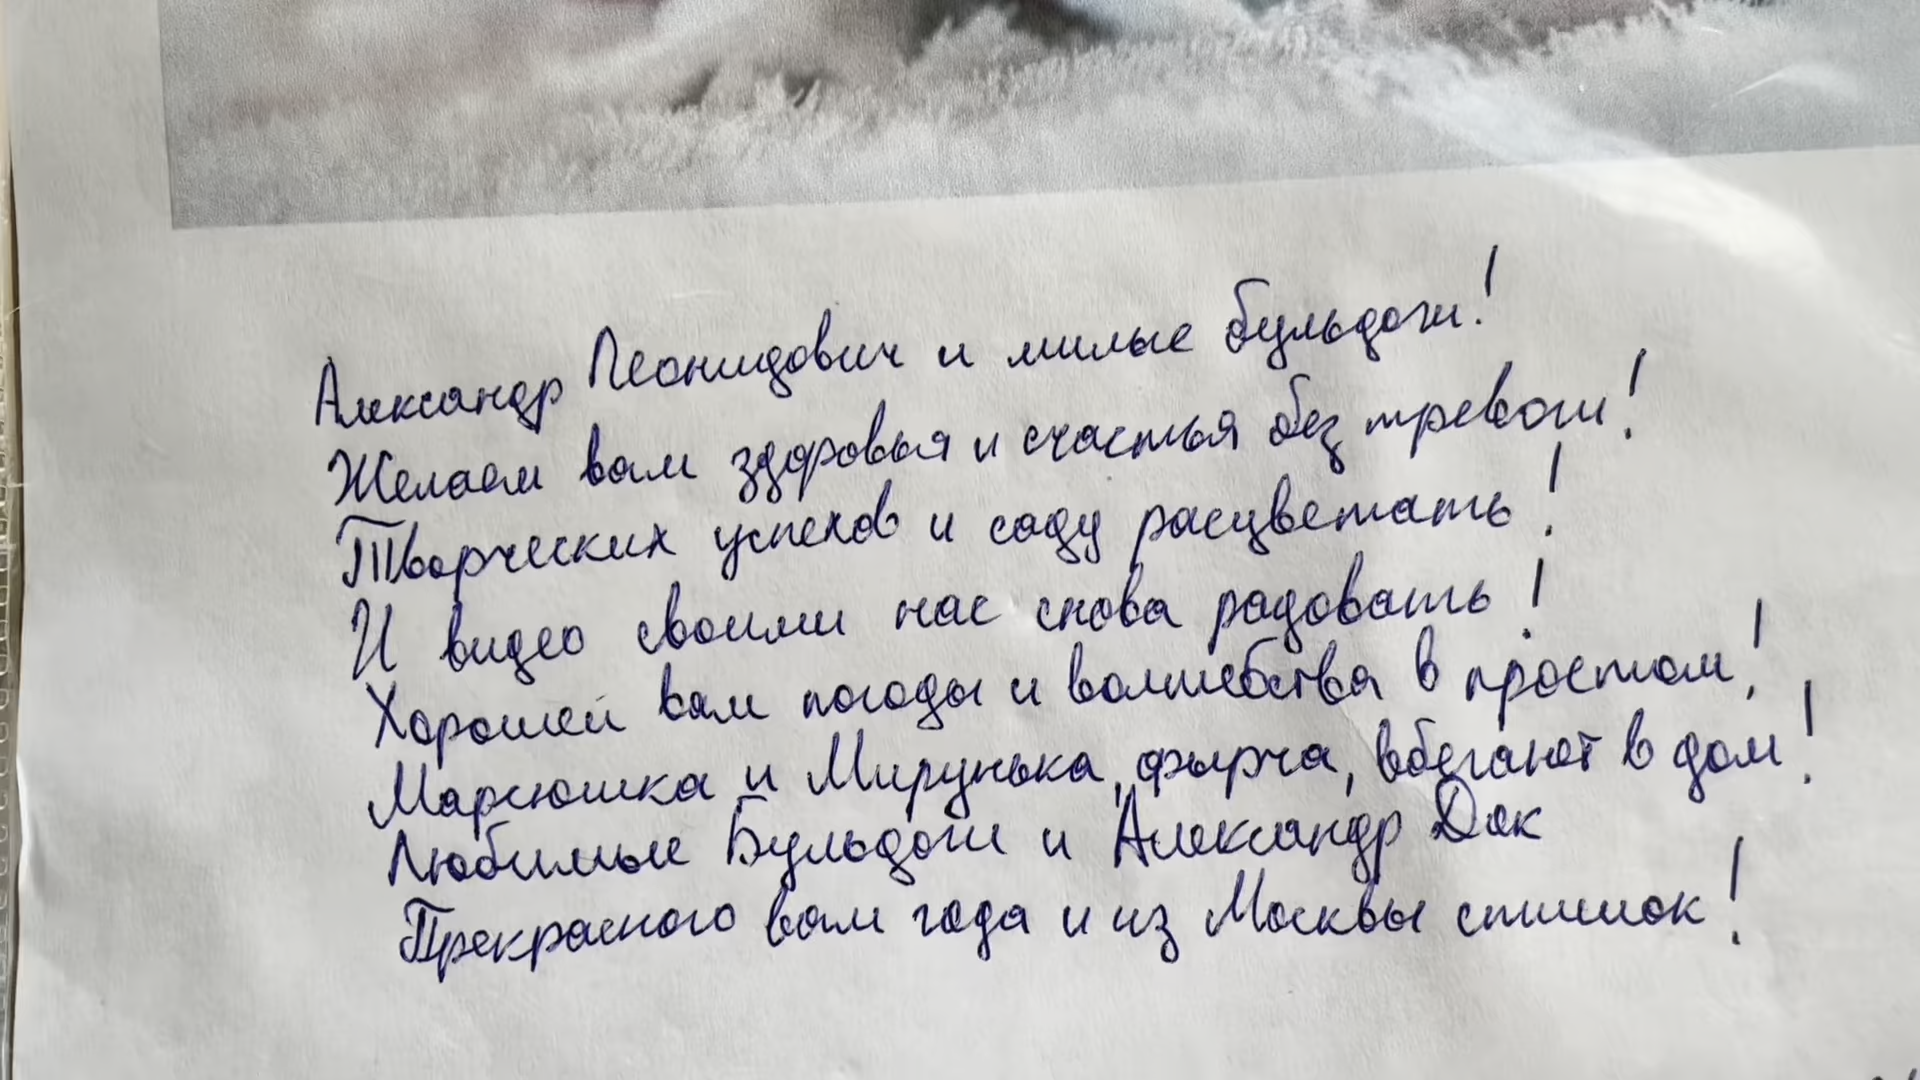 Александр Леонидович и милые бульдоги!
Желаем вам здоровья и счастья без тревоги!
Творческих успехов и саду расцветать!
И видео своими нас снова радовать!
Хорошей вам погоды и волшебства в простом!
Марсюшка и Мирунька, фырча, вбегают в дом!
Любимые Бульдоги и Александр Док
Прекрасного вам года и из Москвы стишок!